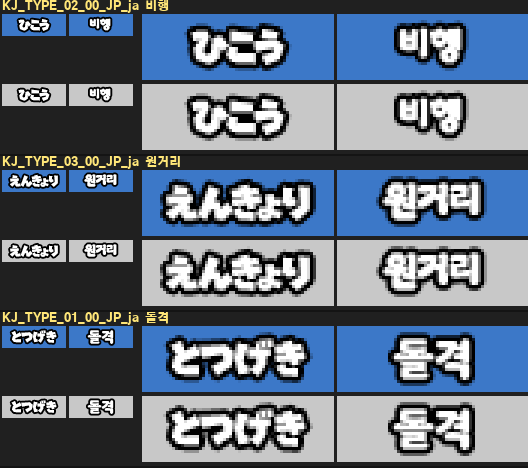 KJ_TYPE_02_00_JP_ja 비행
ひこう 비행 ひこう 비행
ひこう 비행 ひこう 비행
KJ_TYPE_03_00_JP_ja 원거리
えんきょり 원거리 えんきょり 원거리
えんきょり 원거리 えんきょり 원거리
KJ_TYPE_01_00_JP_ja 돌격
とつげき 돌격 とつげき 돌격
とつげき 돌격 とつげき 돌격